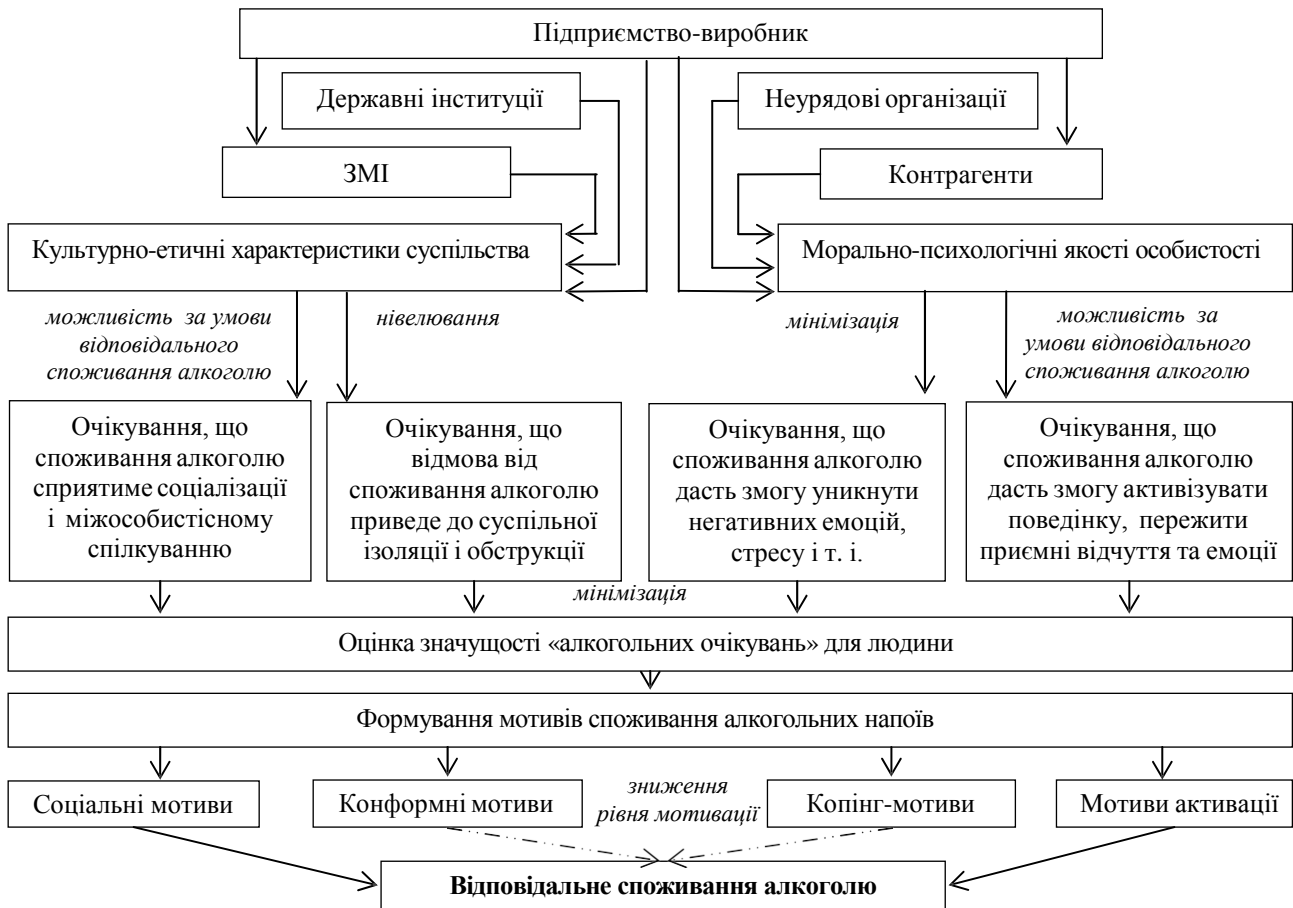 Підприємство-виробник
Державні інституції
Неурядові організації
ЗМІ
Контрагенти
Культурно-етичні характеристики суспільства
Морально-психологічні якості особистості
можливість за умови
відповідального
споживання алкоголю
нівелювання
мінімізація
можливість за
умови відповідального
споживання алкоголю
Очікування, що
споживання алкоголю
сприятиме соціалізації
і міжособистісному
спілкуванню
Очікування, що
відмова від
споживання алкоголю
приведе до суспільної
ізоляції і обструкції
Очікування, що
споживання алкоголю
дасть змогу уникнути
негативних емоцій,
стресу і т. і.
Очікування, що
споживання алкоголю
дасть змогу активізувати
поведінку, пережити
приємні відчуття та емоції
мінімізація
Оцінка значущості «алкогольних очікувань» для людини
Формування мотивів споживання алкогольних напоїв
Соціальні мотиви
Конформні мотиви
зниження
рівня мотивації
Копінг-мотиви
Мотиви активації
Відповідальне споживання алкоголю